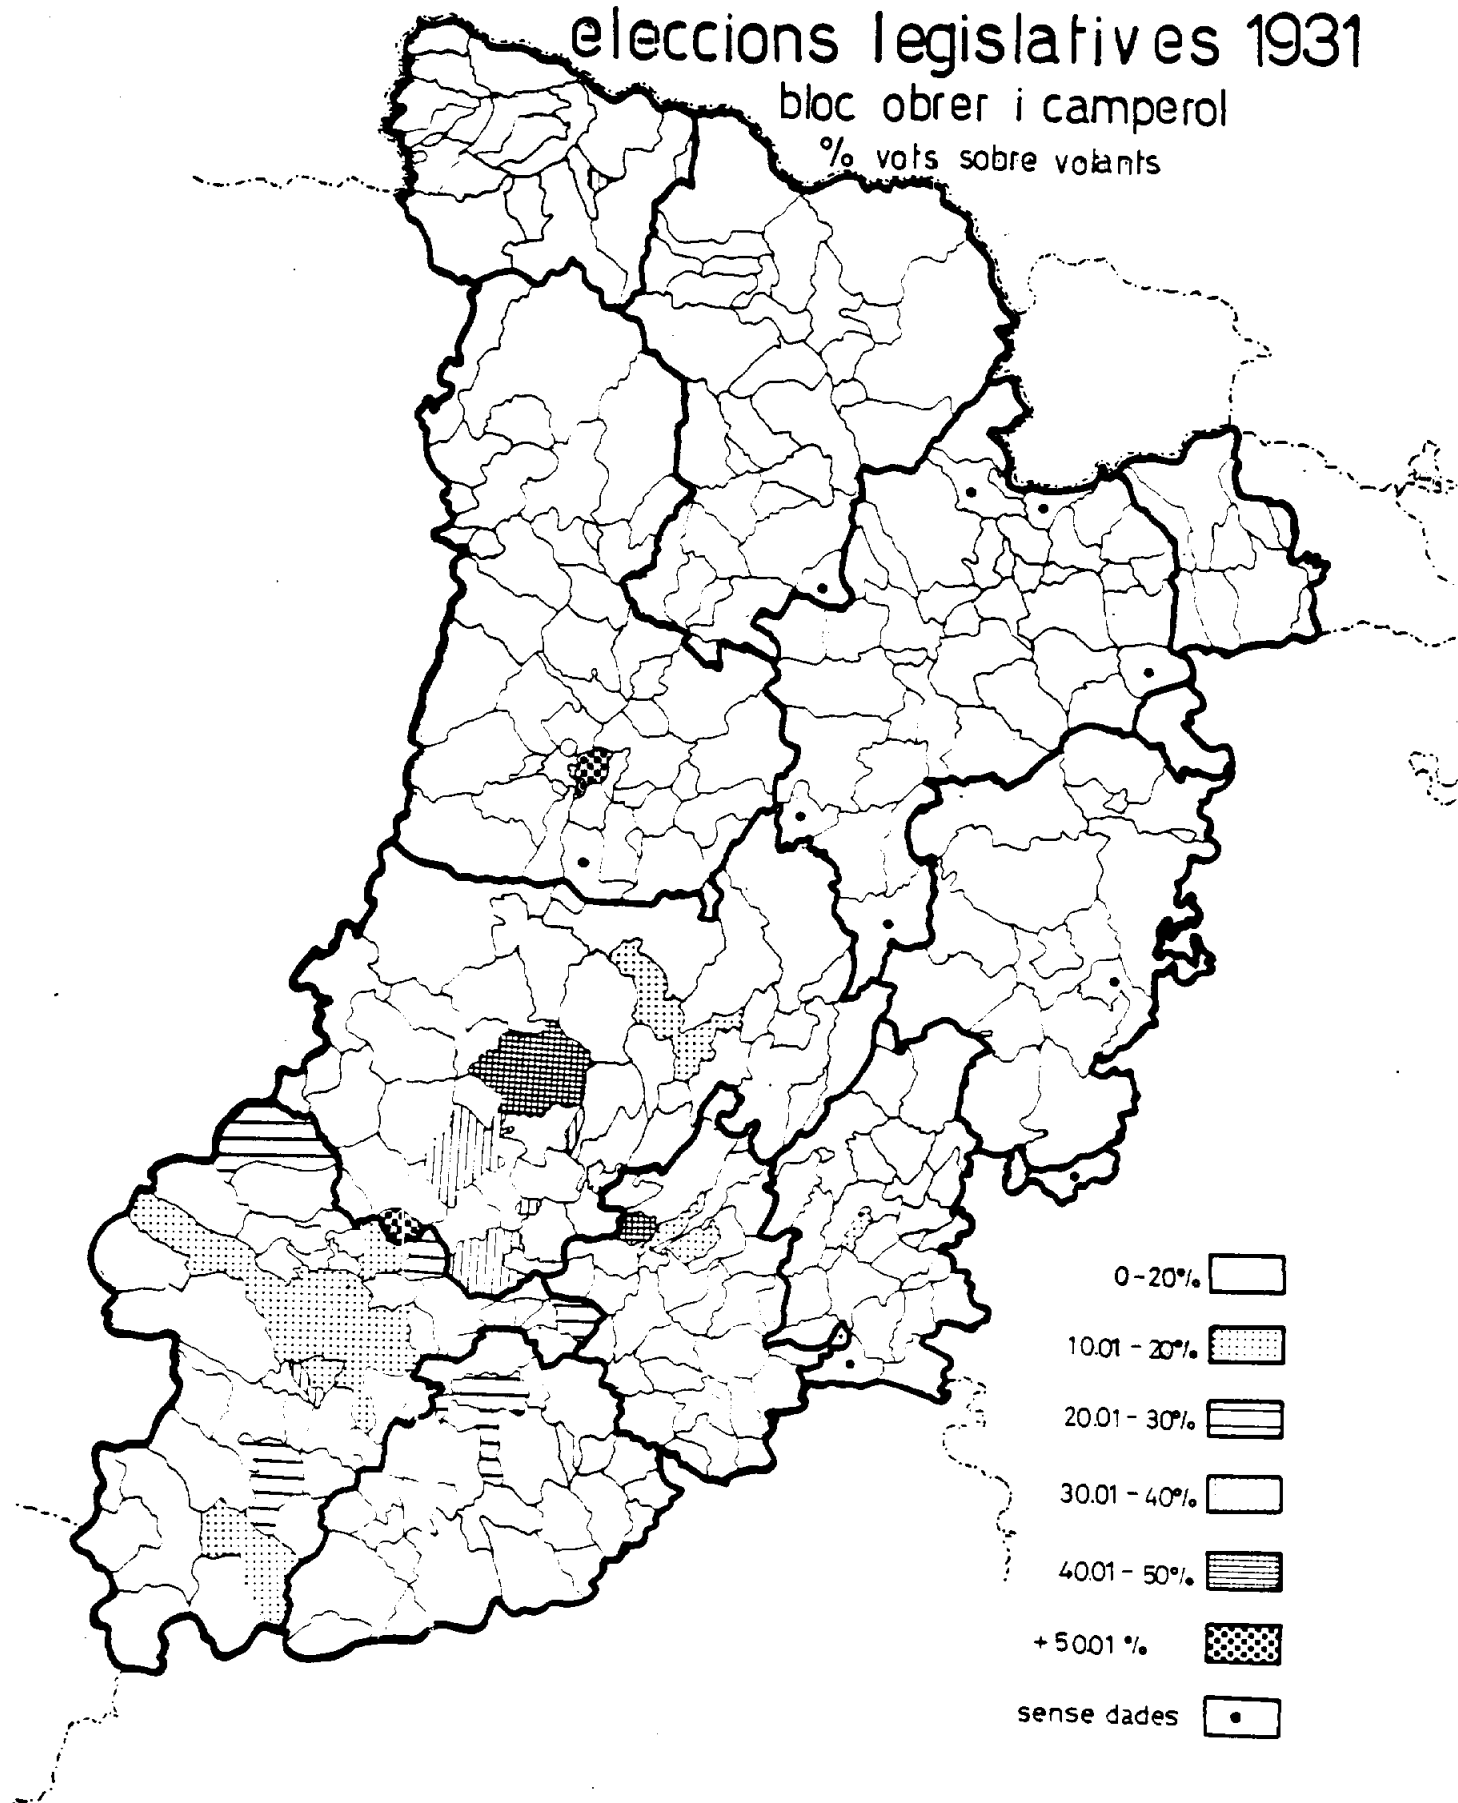 eleccions legislatives 1931
bloc obrer i camperol
% vots sobre votants
0-20%
10.01 - 20%
20.01 - 30%
30.01 - 40%
40.01 - 50%
+ 50.01 %
sense dades